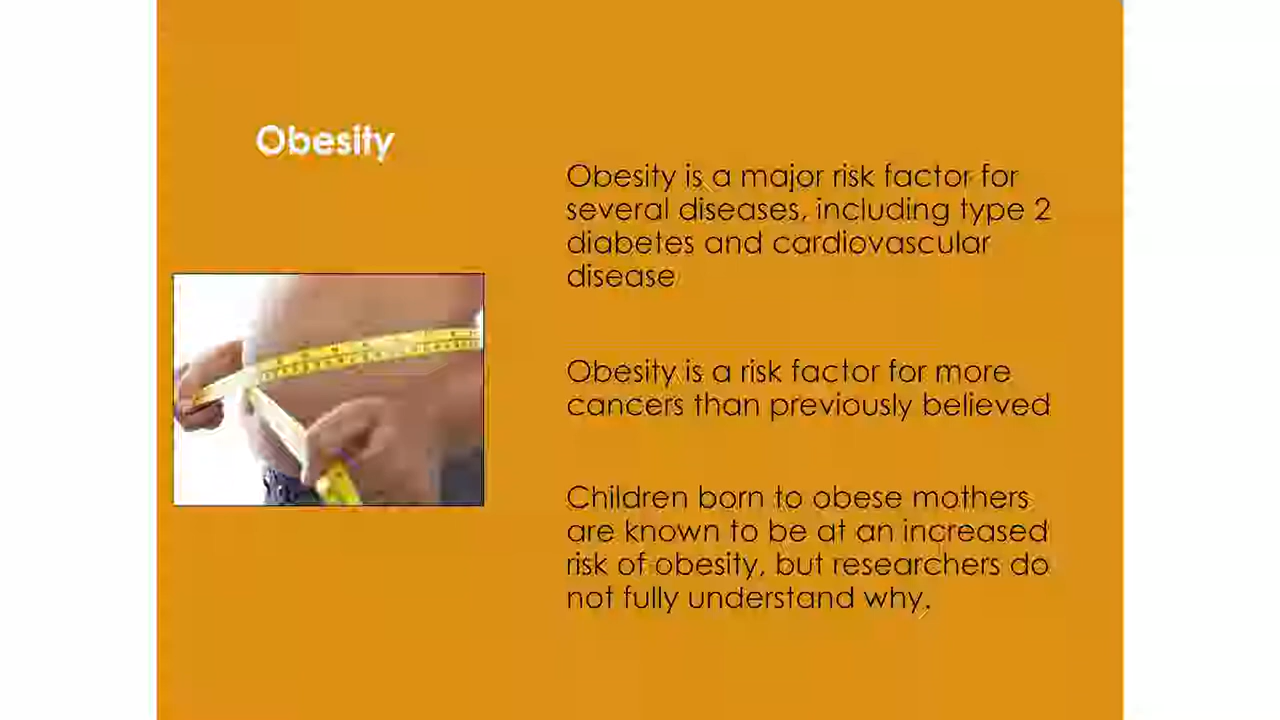 Obesity
Obesity is a major risk factor for
several diseases, including type 2
diabetes and cardiovascular
disease
Obesity is a risk factor for more
cancers than previously believed
Children born to obese mothers
are known to be at an increased
risk of obesity, but researchers do
not fully understand why.